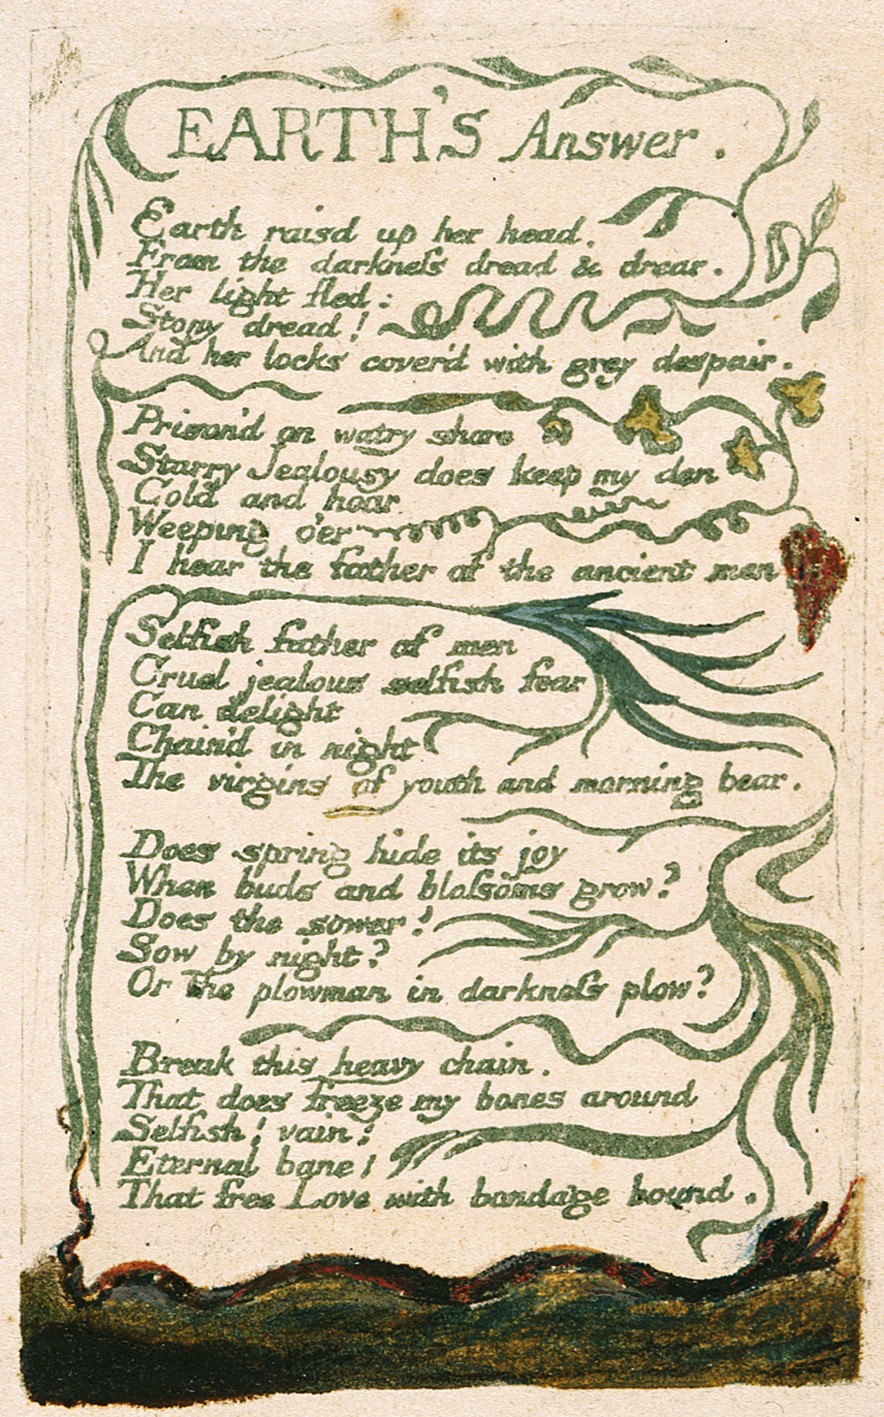 EARTH'S Answer.
Earth raisd up her head.
From the darkneſs dread & drear.
Her light fled:
Stony dread!
And her locks cover'd with grey despair.
Prison'd on watry shore
Starry Jealousy does keep my den
Cold and hoar
Weeping o'er
I hear the father of the ancient men
Selfish father of men
Cruel jealous selfish fear
Can delight
Chain'd in night
The virgins of youth and morning bear.
Does spring hide its joy
When buds and bloſsoms grow?
Does the sower!
Sow by night?
Or the plowman in darkneſs plow?
Break this heavy chain.
That does freeze my bones around
Selfish! vain!
Eternal bane!
That free Love with bondage bound.